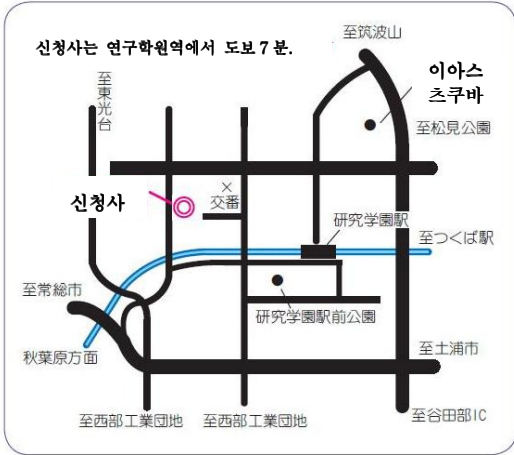 신청사는 연구학원역에서 도보 7 분.
至筑波山
이아스
츠쿠바
至東光台
至松見公園
신청사
×
交番
研究学園駅
至つくば駅
至常総市
研究学園駅前公園
秋葉原方面
至土浦市
至西部工業団地
至西部工業団地
至谷田部IC